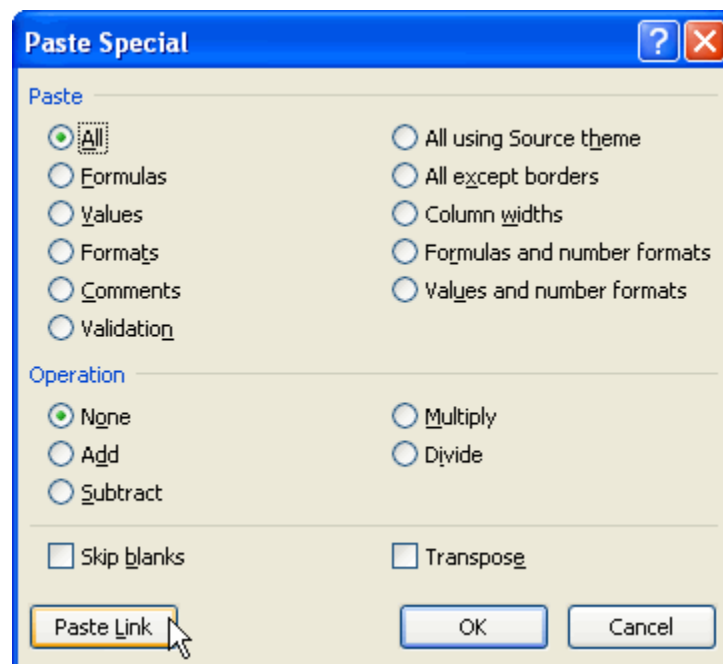 Paste Special
Paste
All
All using Source theme
Formulas
All except borders
Values
Column widths
Formats
Formulas and number formats
Comments
Values and number formats
Validation
Operation
None
Multiply
Add
Divide
Subtract
Skip blanks
Transpose
Paste Link
OK
Cancel